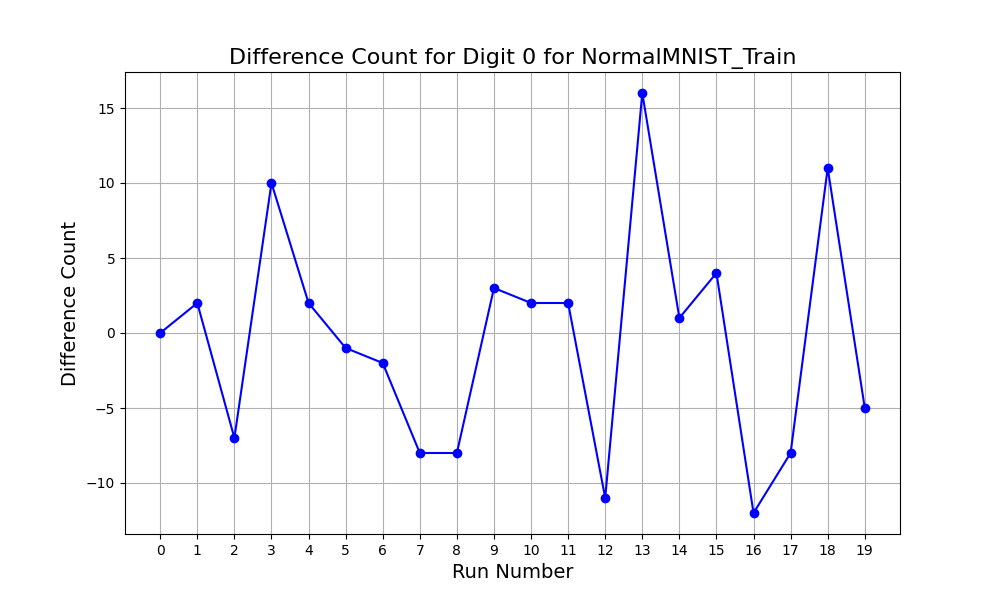 Difference Count for Digit 0 for NormalMNIST_Train
15
10
5
0
−5
−10
Difference Count
0 1 2 3 4 5 6 7 8 9 10 11 12 13 14 15 16 17 18 19
Run Number